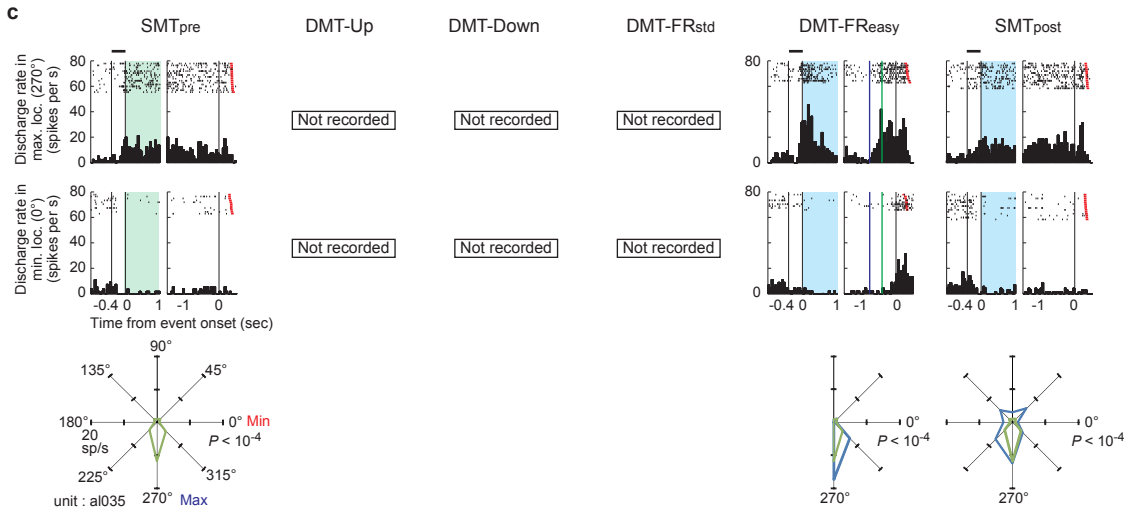 c
SMTpre
DMT-Up
DMT-Down
DMT-FRstd
DMT-FReasy
SMTpost
Discharge rate in
max. loc. (270°)
(spikes per s)
80
60
40
20
0
Not recorded
Not recorded
Not recorded
80
0
80
0
Discharge rate in
min. loc. (0°)
(spikes per s)
80
60
40
20
0
Not recorded
Not recorded
Not recorded
80
0
80
0
-0.4 0 1 -1 0
-0.4 0 1 -1 0
-0.4 0 1 -1 0
Time from event onset (sec)
90°
135°
45°
180°
0° Min
20
sp/s
P < 10-4
225°
315°
270° Max
unit : al035
0°
P < 10-4
270°
0°
P < 10-4
270°